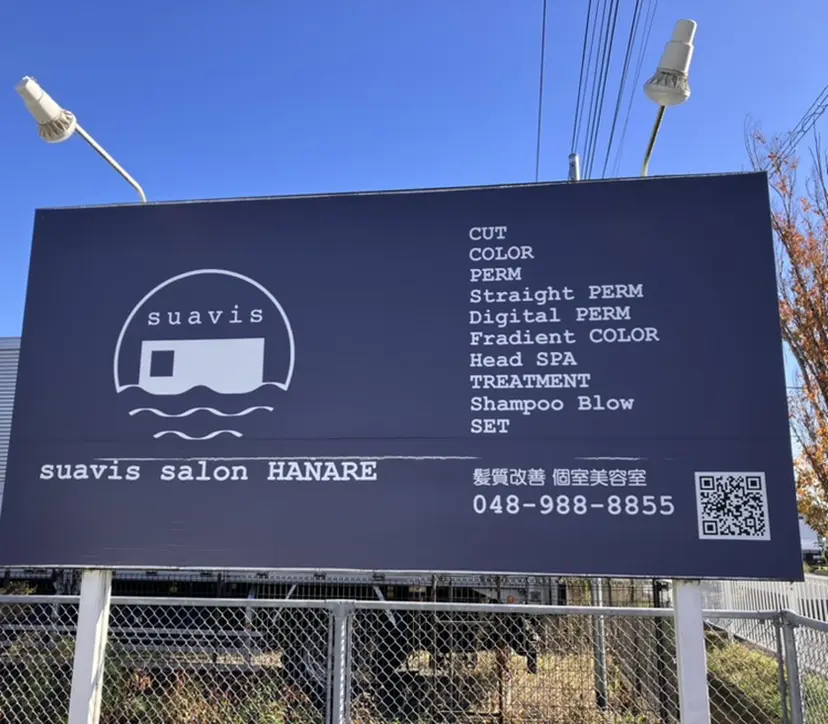 suavis
suavis salon HANARE
CUT
COLOR
PERM
Straight PERM
Digital PERM
Fradient COLOR
Head SPA
TREATMENT
Shampoo Blow
SET
髪質改善 個室美容室
048-988-8855